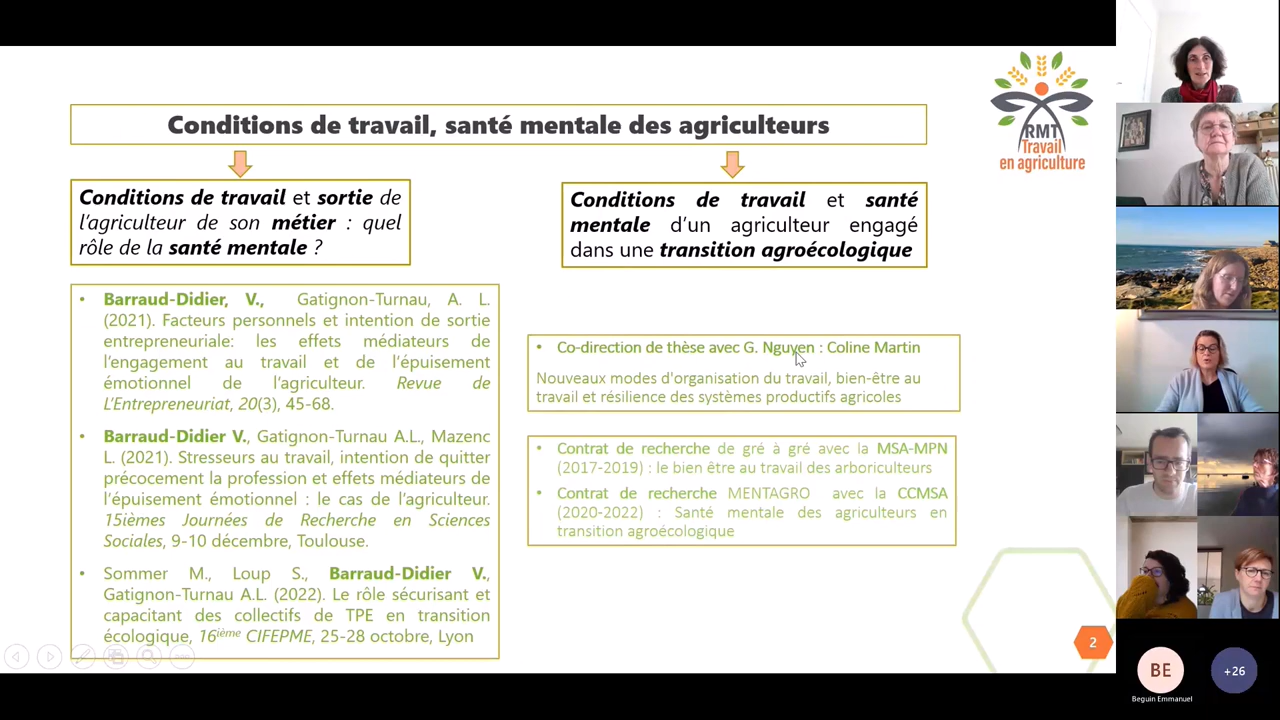 Conditions de travail, santé mentale des agriculteurs
RMT
Travail
en agriculture
Conditions de travail et sortie de
l'agriculteur de son métier : quel
rôle de la santé mentale ?
Conditions de travail et santé
mentale d'un agriculteur engagé
dans une transition agroécologique
• Barraud-Didier, V., Gatignon-Turnau, A. L.
(2021). Facteurs personnels et intention de sortie
entrepreneuriale: les effets médiateurs de
l'engagement au travail et de l'épuisement
émotionnel de l'agriculteur. Revue de
L'Entrepreneuriat, 20(3), 45-68.
• Barraud-Didier V., Gatignon-Turnau A.L., Mazenc
L. (2021). Stresseurs au travail, intention de quitter
précocement la profession et effets médiateurs de
l'épuisement émotionnel : le cas de l'agriculteur.
15ièmes Journées de Recherche en Sciences
Sociales, 9-10 décembre, Toulouse.
• Sommer M., Loup S., Barraud-Didier V.,
Gatignon-Turnau A.L. (2022). Le rôle sécurisant et
capacitant des collectifs de TPE en transition
écologique, 16ième CIFEPME, 25-28 octobre, Lyon
• Co-direction de thèse avec G. Nguyen : Coline Martin
Nouveaux modes d'organisation du travail, bien-être au
travail et résilience des systèmes productifs agricoles
• Contrat de recherche de gré à gré avec la MSA-MPN
(2017-2019) : le bien être au travail des arboriculteurs
• Contrat de recherche MENTAGRO avec la CCMSA
(2020-2022) : Santé mentale des agriculteurs en
transition agroécologique
2
BE
Beguin Emmanuel
+26